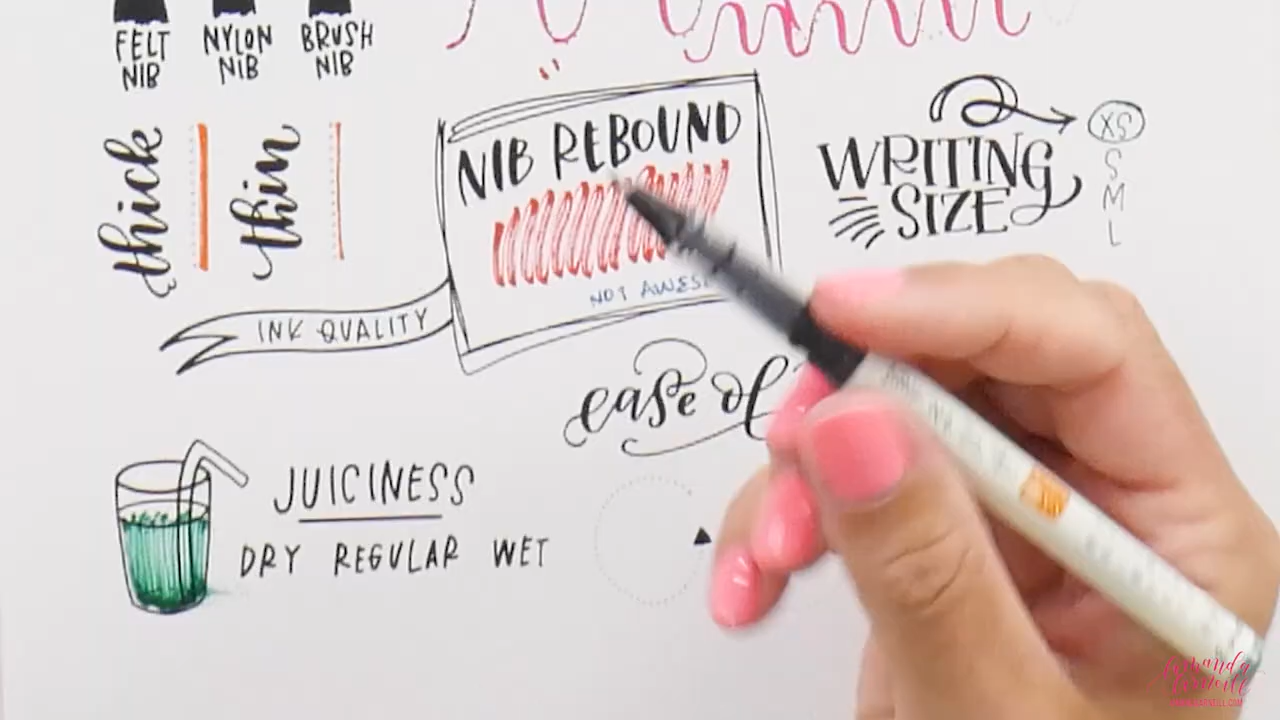 FELT
NIB
NYLON
NIB
BRUSH
NIB
thick
thin
NIB REBOUND
NOT AWES
INK QUALITY
WRITING
SIZE
XS
S
M
L
ease of
JUICINESS
DRY REGULAR WET